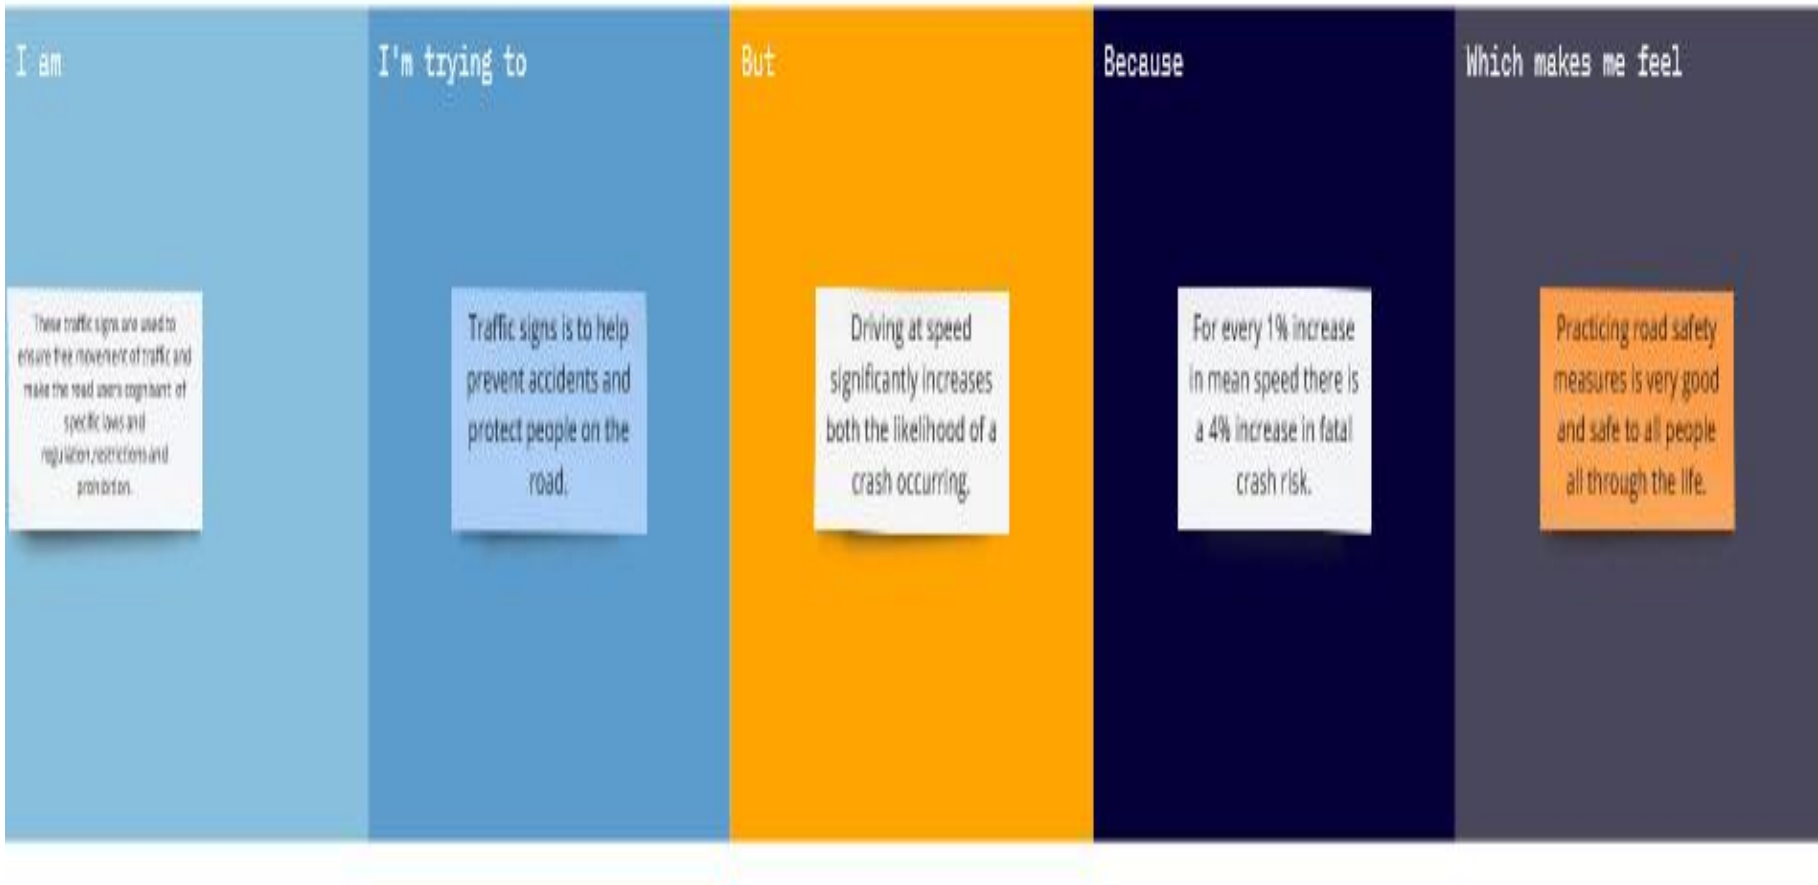 I am
These traffic signs are used to
ensure free movement of traffic and
make the road users cognisant of
specific laws and
regulation,restrictions and
prohibition.
I'm trying to
Traffic signs is to help
prevent accidents and
protect people on the
road.
But
Driving at speed
significantly increases
both the likelihood of a
crash occurring.
Because
For every 1% increase
in mean speed there is
a 4% increase in fatal
crash risk.
Which makes me feel
Practicing road safety
measures is very good
and safe to all people
all through the life.